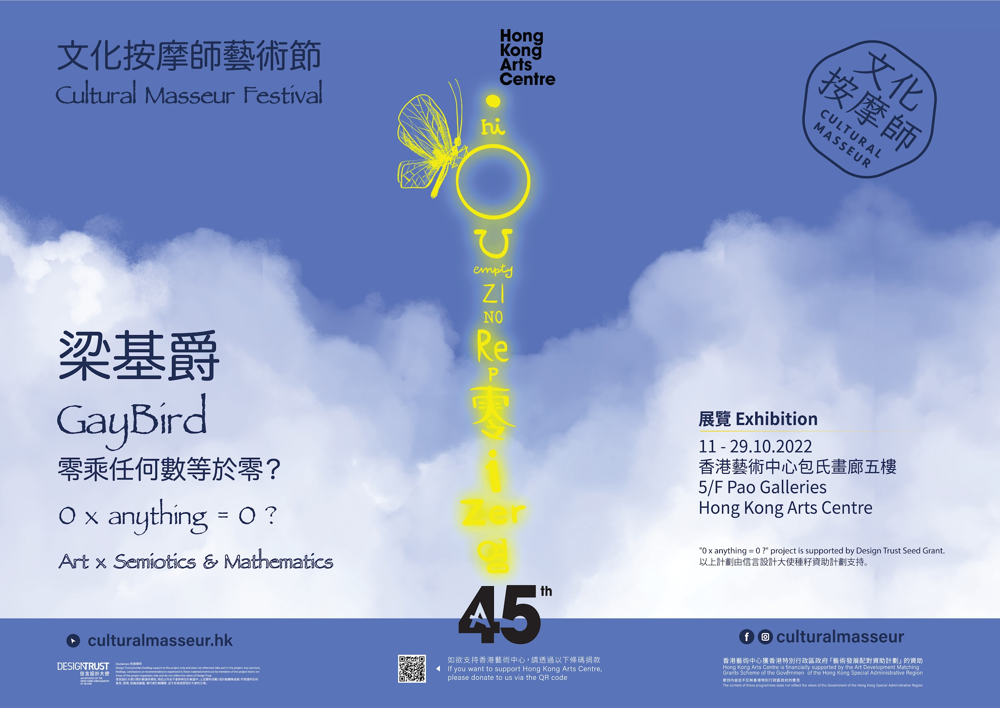 文化按摩師藝術節
Cultural Masseur Festival
Hong
Kong
Arts
Centre
文化
按摩師
CULTURAL
MASSEUR
hi
empty
ZI
NO
Re
P
零
i
Zer
g
梁基爵
GayBird
零乘任何數等於零？
0 x anything = 0 ?
Art x Semiotics & Mathematics
展覽 Exhibition
11 - 29.10.2022
香港藝術中心包氏畫廊五樓
5/F Pao Galleries
Hong Kong Arts Centre
"0 x anything = 0 ?" project is supported by Design Trust Seed Grant.
以上計劃由信言設計大使種籽資助計劃支持。
45th
culturalmasseur.hk
DESIGNTRUST
信言設計大使
AN INITIATIVE OF THE
HONG KONG AMBASSADORS
OF DESIGN
Disclaimers 免責聲明
Design Trust provides funding support to the project only and does not otherwise take part in the project. Any opinions,
findings, conclusions or recommendations expressed in these materials/events (or by members of the project team) are
those of the project organisers only and do not reflect the views of Design Trust.
信言設計大使只對計劃提供資助, 除此以外並不會參與在計劃當中。上述資料/活動 (或計劃團隊成員) 所表達的任何
意見, 發現, 結論或建議, 僅代表計劃團隊, 並不反映信言設計大使的立場。
如欲支持香港藝術中心，請透過以下條碼捐款
If you want to support Hong Kong Arts Centre,
please donate to us via the QR code
culturalmasseur
香港藝術中心獲香港特別行政區政府「藝術發展配對資助計劃」的資助
Hong Kong Arts Centre is financially supported by the Art Development Matching
Grants Scheme of the Governmen of the Hong Kong Special Administrative Region
節目內容並不反映香港特別行政區政府的意見
The content of these programmes does not reflect the views of the Government of the Hong Kong Special Administrative Region